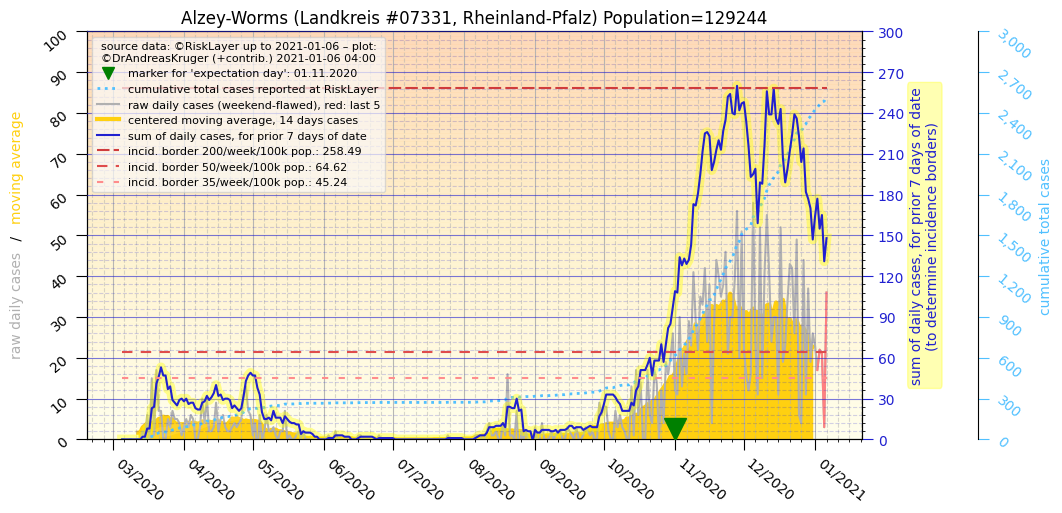 Alzey-Worms (Landkreis #07331, Rheinland-Pfalz) Population=129244
source data: ©RiskLayer up to 2021-01-06 – plot:
©DrAndreasKruger (+contrib.) 2021-01-06 04:00
marker for 'expectation day': 01.11.2020
cumulative total cases reported at RiskLayer
raw daily cases (weekend-flawed), red: last 5
centered moving average, 14 days cases
sum of daily cases, for prior 7 days of date
incid. border 200/week/100k pop.: 258.49
incid. border 50/week/100k pop.: 64.62
incid. border 35/week/100k pop.: 45.24
raw daily cases / moving average
100
90
80
70
60
50
40
30
20
10
0
03/2020
04/2020
05/2020
06/2020
07/2020
08/2020
09/2020
10/2020
11/2020
12/2020
01/2021
300
270
240
210
180
150
120
90
60
30
0
sum of daily cases, for prior 7 days of date
(to determine incidence borders)
3,000
2,700
2,400
2,100
1,800
1,500
1,200
900
600
300
0
cumulative total cases